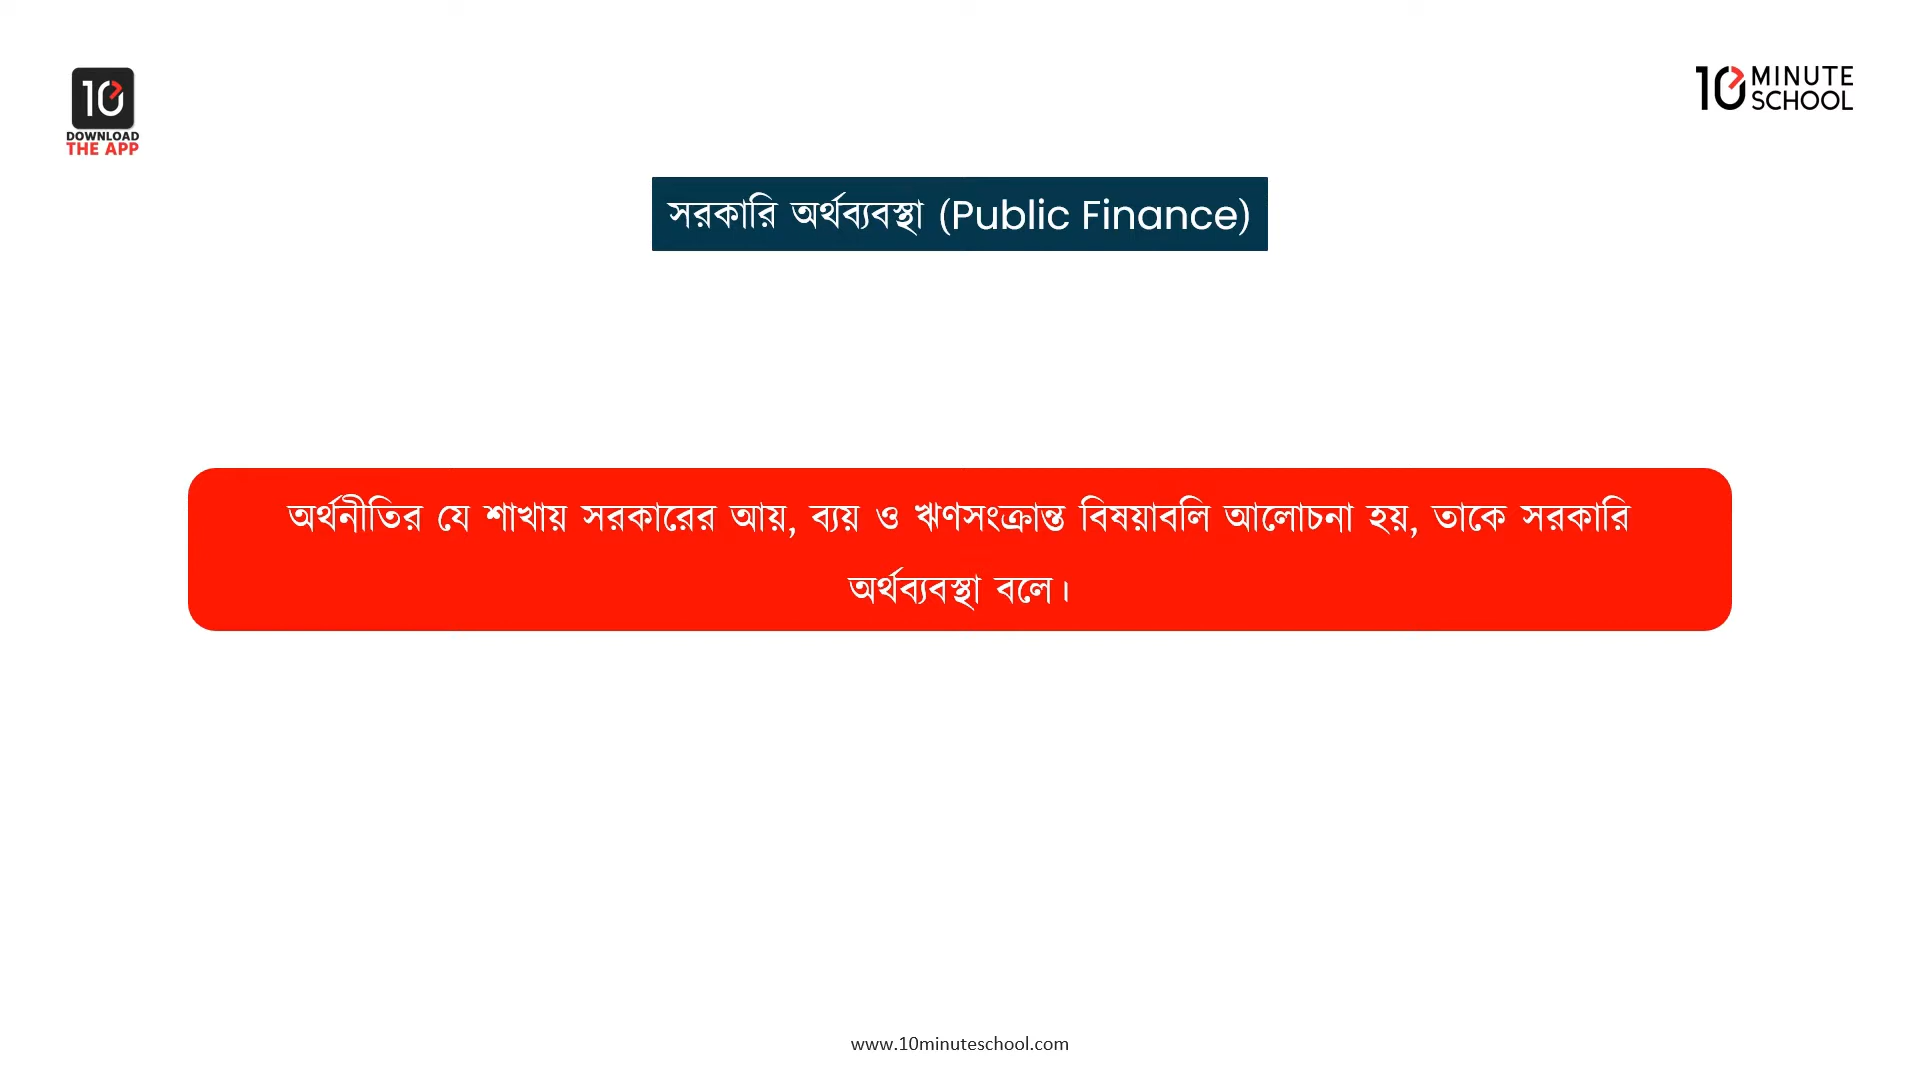 10
DOWNLOAD
THE APP
10 MINUTE
SCHOOL
সরকারি অর্থব্যবস্থা (Public Finance)
অর্থনীতির যে শাখায় সরকারের আয়, ব্যয় ও ঋণসংক্রান্ত বিষয়াবলি আলোচনা হয়, তাকে সরকারি
অর্থব্যবস্থা বলে।
www.10minuteschool.com